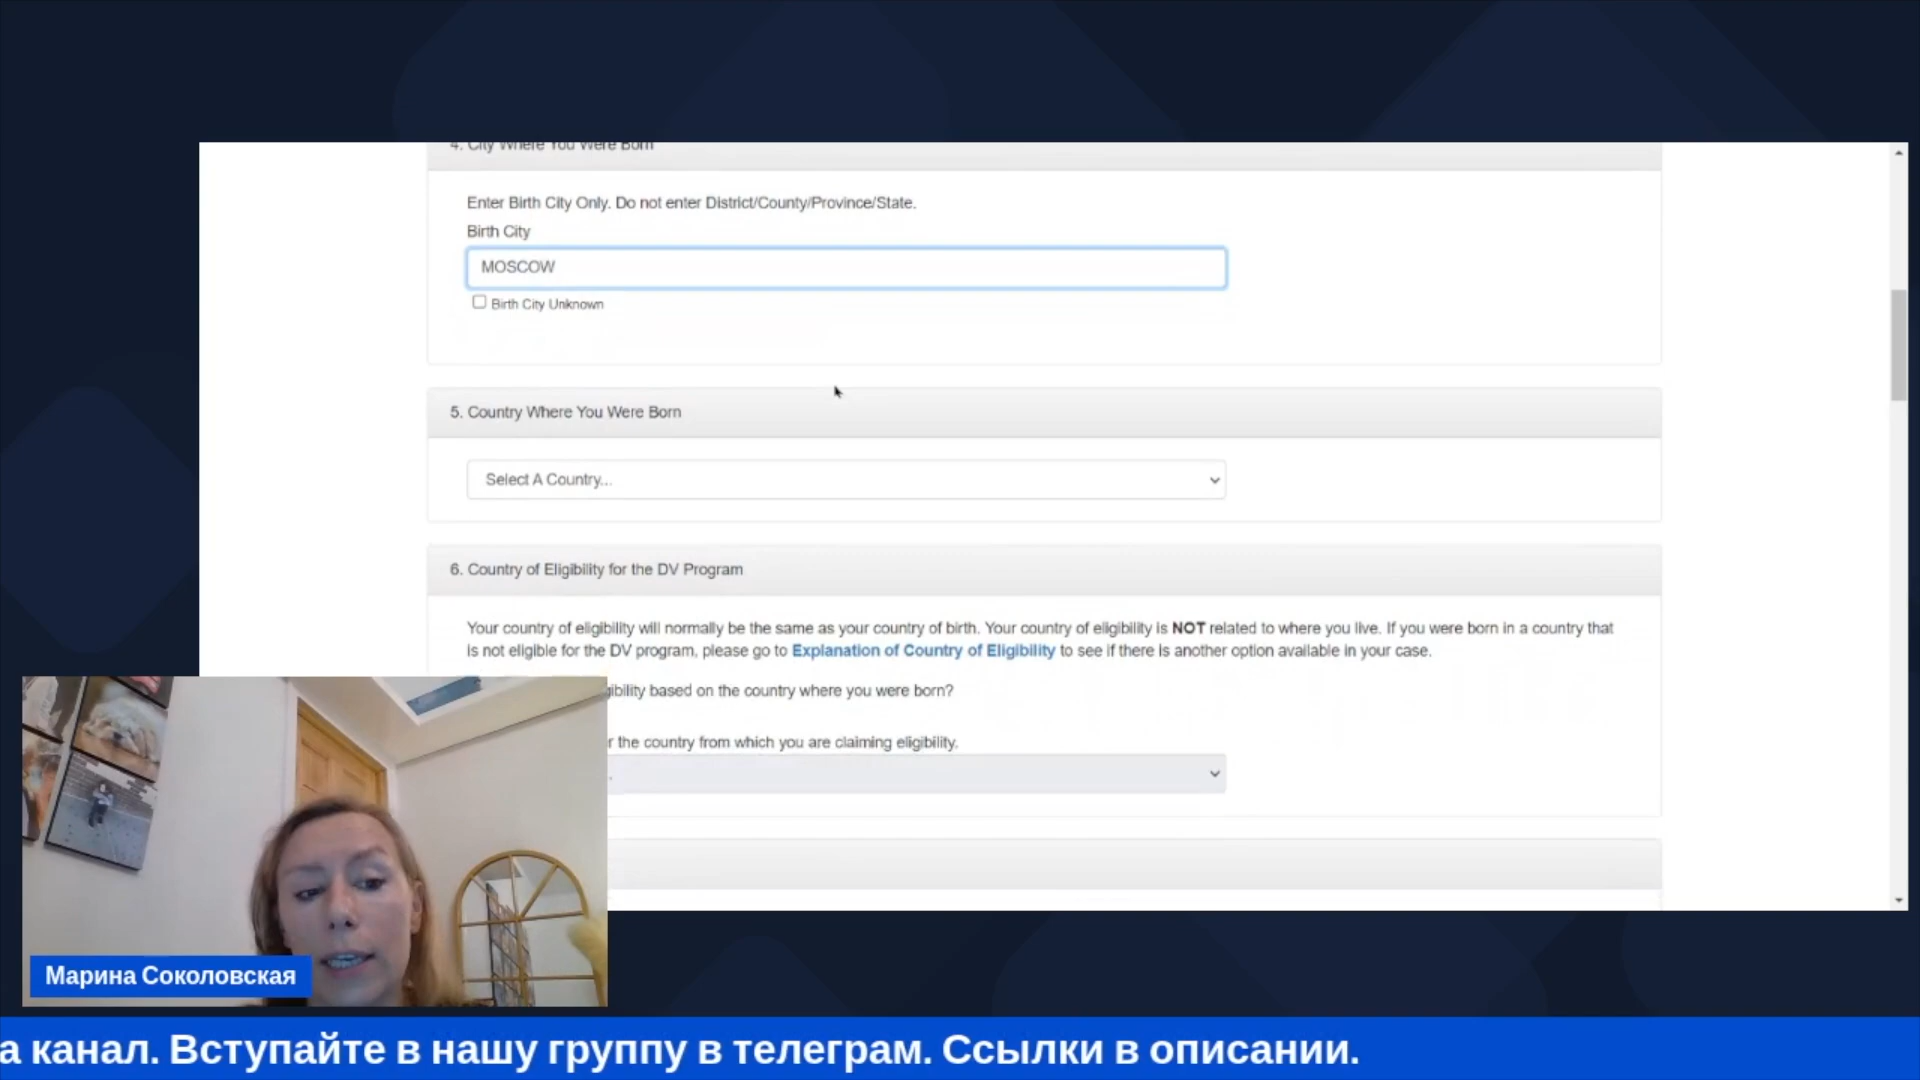 4. City Where You Were Born
Enter Birth City Only. Do not enter District/County/Province/State.
Birth City
MOSCOW
Birth City Unknown
5. Country Where You Were Born
Select A Country...
6. Country of Eligibility for the DV Program
Your country of eligibility will normally be the same as your country of birth. Your country of eligibility is NOT related to where you live. If you were born in a country that
is not eligible for the DV program, please go to Explanation of Country of Eligibility to see if there is another option available in your case.
ibility based on the country where you were born?
r the country from which you are claiming eligibility.
Марина Соколовская
а канал. Вступайте в нашу группу в телеграм. Ссылки в описании.